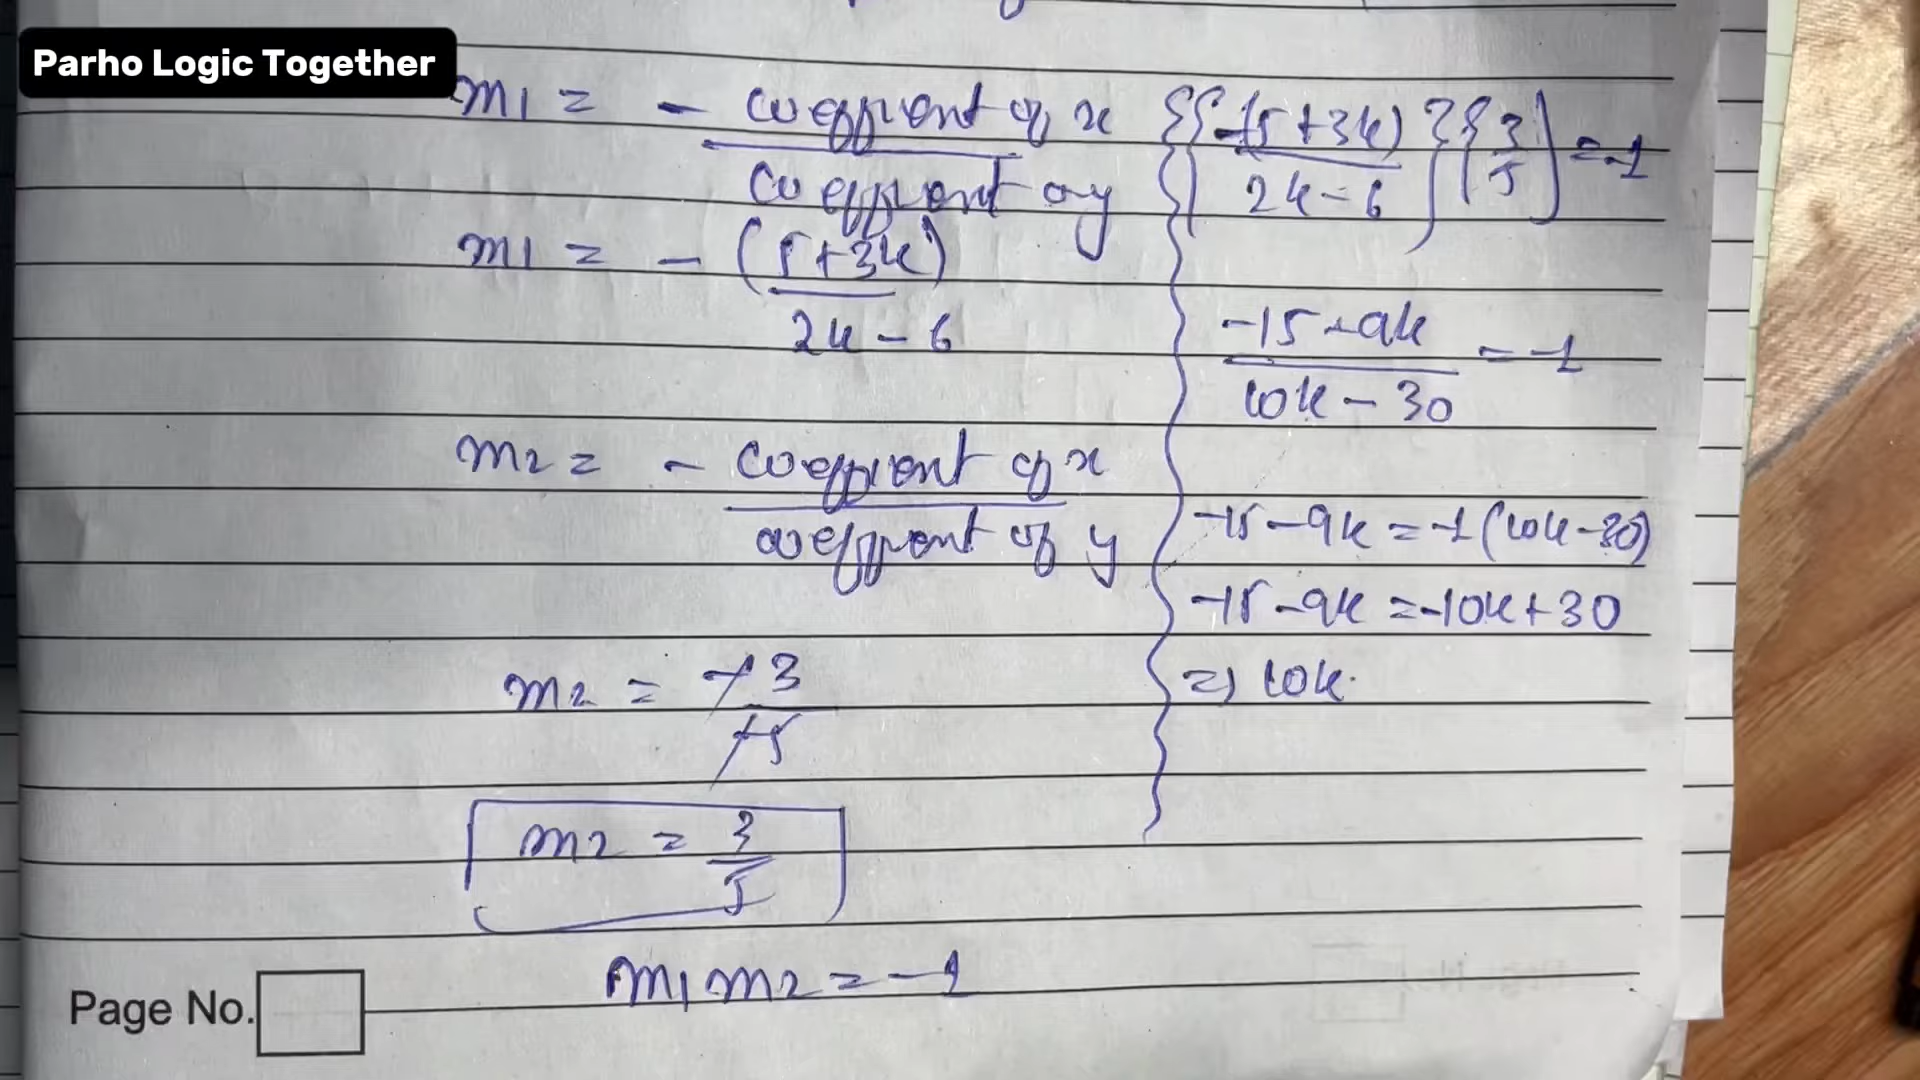 Parho Logic Together
m1 = - coefficient of x
coefficient of y
m1 = - (5+3k)
2k - 6
m2 = - coefficient of x
coefficient of y
m2 = -3
-5
m2 = 3
5
m1 m2 = -1
Page No.
{{-(5+3k)}{3}=-1
2k-6 5
-15-9k = -1
10k-30
-15-9k=-1(10k-30)
-15-9k=-10k+30
=) 10k